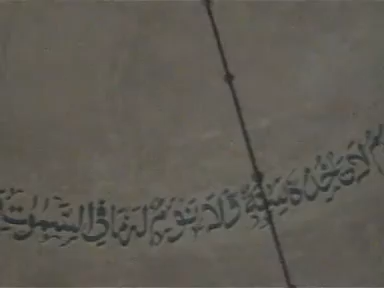 لا تأخذه سنة ولا نوم له ما في السموت